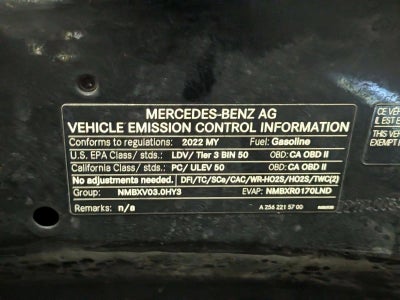 MERCEDES-BENZ AG
VEHICLE EMISSION CONTROL INFORMATION
Conforms to regulations: 2022 MY Fuel: Gasoline
U.S. EPA Class/ stds.: LDV/ Tier 3 BIN 50 OBD: CA OBD II
California Class/ stds.: PC/ ULEV 50 OBD: CA OBD II
No adjustments needed. DFI/TC/SCe/CAC/WR-HO2S/HO2S/TWC(2)
Group: NMBXV03.0HY3 EVAP: NMBXR0170LND
Remarks: n/a A 256 221 57 00
CE VÉH
IL EST E
THIS VEH